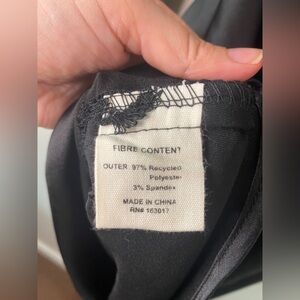 FIBRE CONTENT
OUTER: 97% Recycled
Polyester
3% Spandex
MADE IN CHINA
RN# 163017